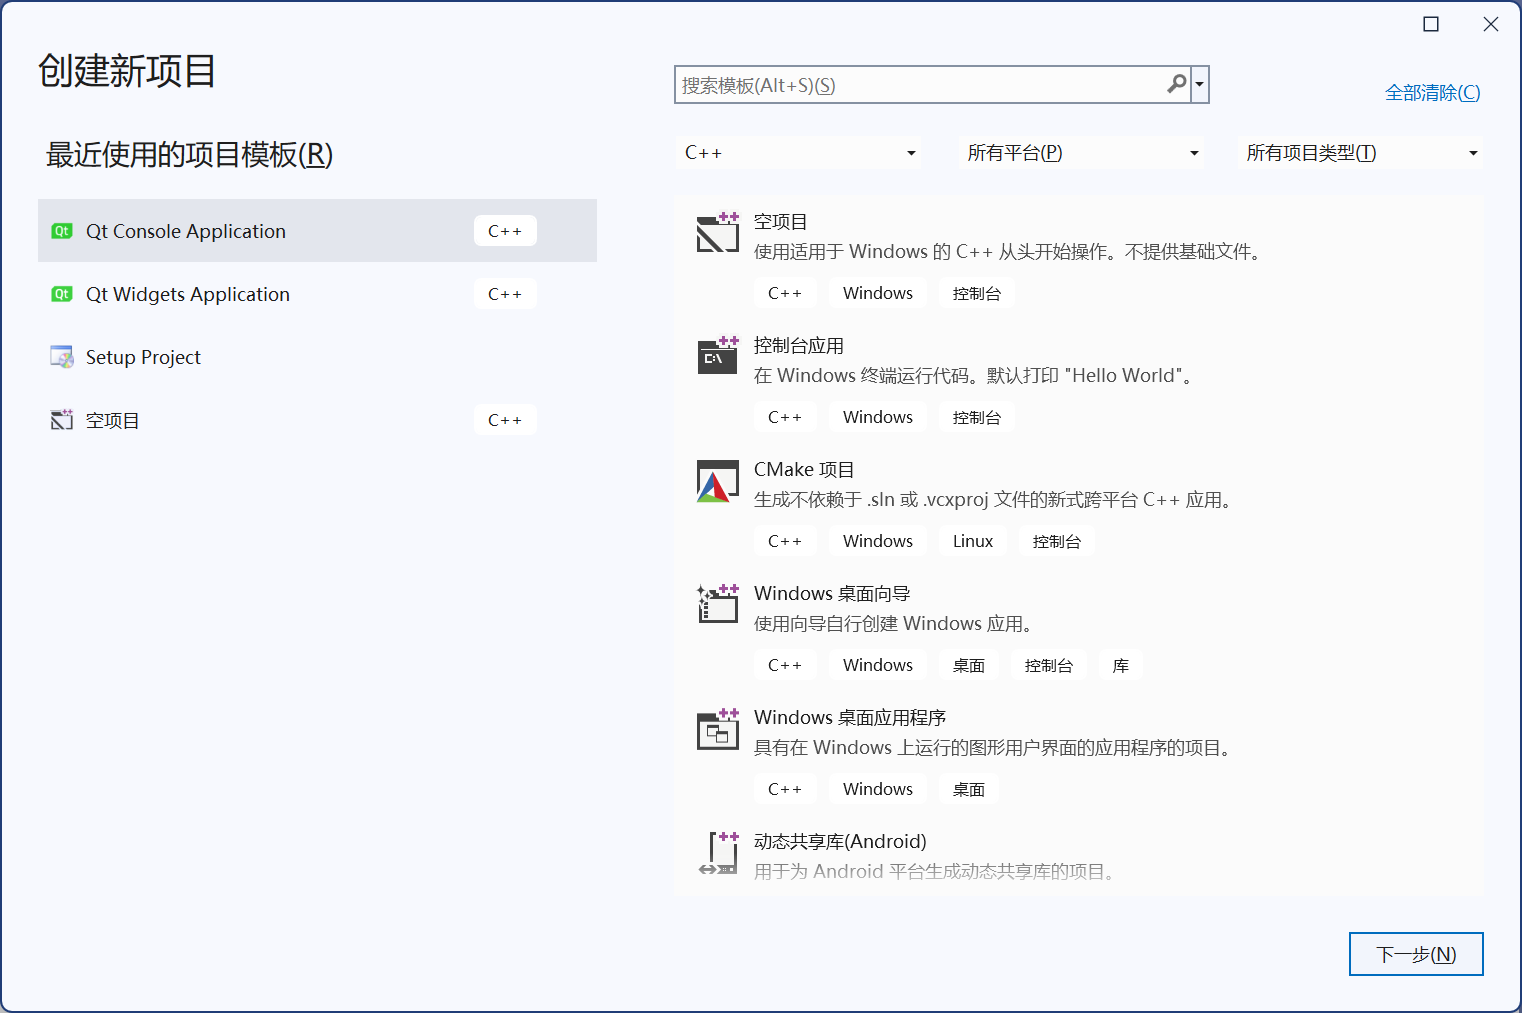 创建新项目
搜索模板(Alt+S)(S)
全部清除(C)
最近使用的项目模板(R)
C++
所有平台(P)
所有项目类型(T)
Qt Console Application
C++
Qt Widgets Application
C++
Setup Project
空项目
C++
空项目
使用适用于 Windows 的 C++ 从头开始操作。不提供基础文件。
C++ Windows 控制台
控制台应用
在 Windows 终端运行代码。默认打印 "Hello World"。
C++ Windows 控制台
CMake 项目
生成不依赖于 .sln 或 .vcxproj 文件的新式跨平台 C++ 应用。
C++ Windows Linux 控制台
Windows 桌面向导
使用向导自行创建 Windows 应用。
C++ Windows 桌面 控制台 库
Windows 桌面应用程序
具有在 Windows 上运行的图形用户界面的应用程序的项目。
C++ Windows 桌面
动态共享库(Android)
用于为 Android 平台生成动态共享库的项目。
下一步(N)